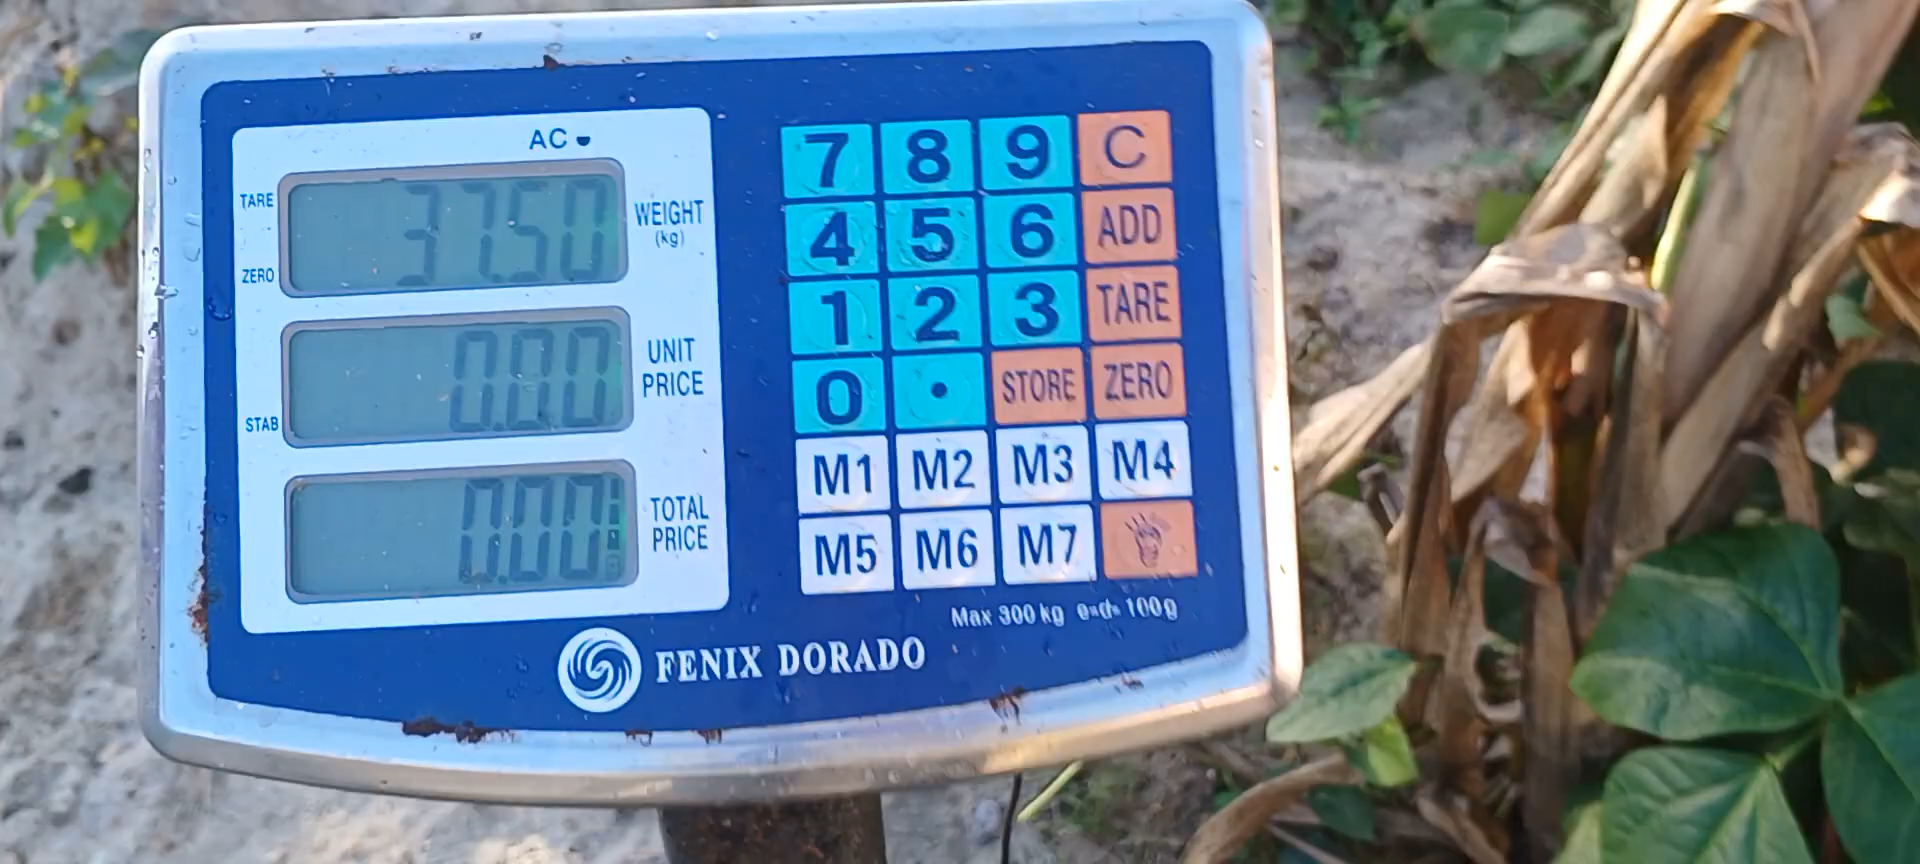 AC
TARE
37.50
WEIGHT
(kg)
ZERO
0.00
UNIT
PRICE
STAB
0.00
TOTAL
PRICE
7 8 9 C
4 5 6 ADD
1 2 3 TARE
0 . STORE ZERO
M1 M2 M3 M4
M5 M6 M7
Max 300 kg e=d= 100g
FENIX DORADO